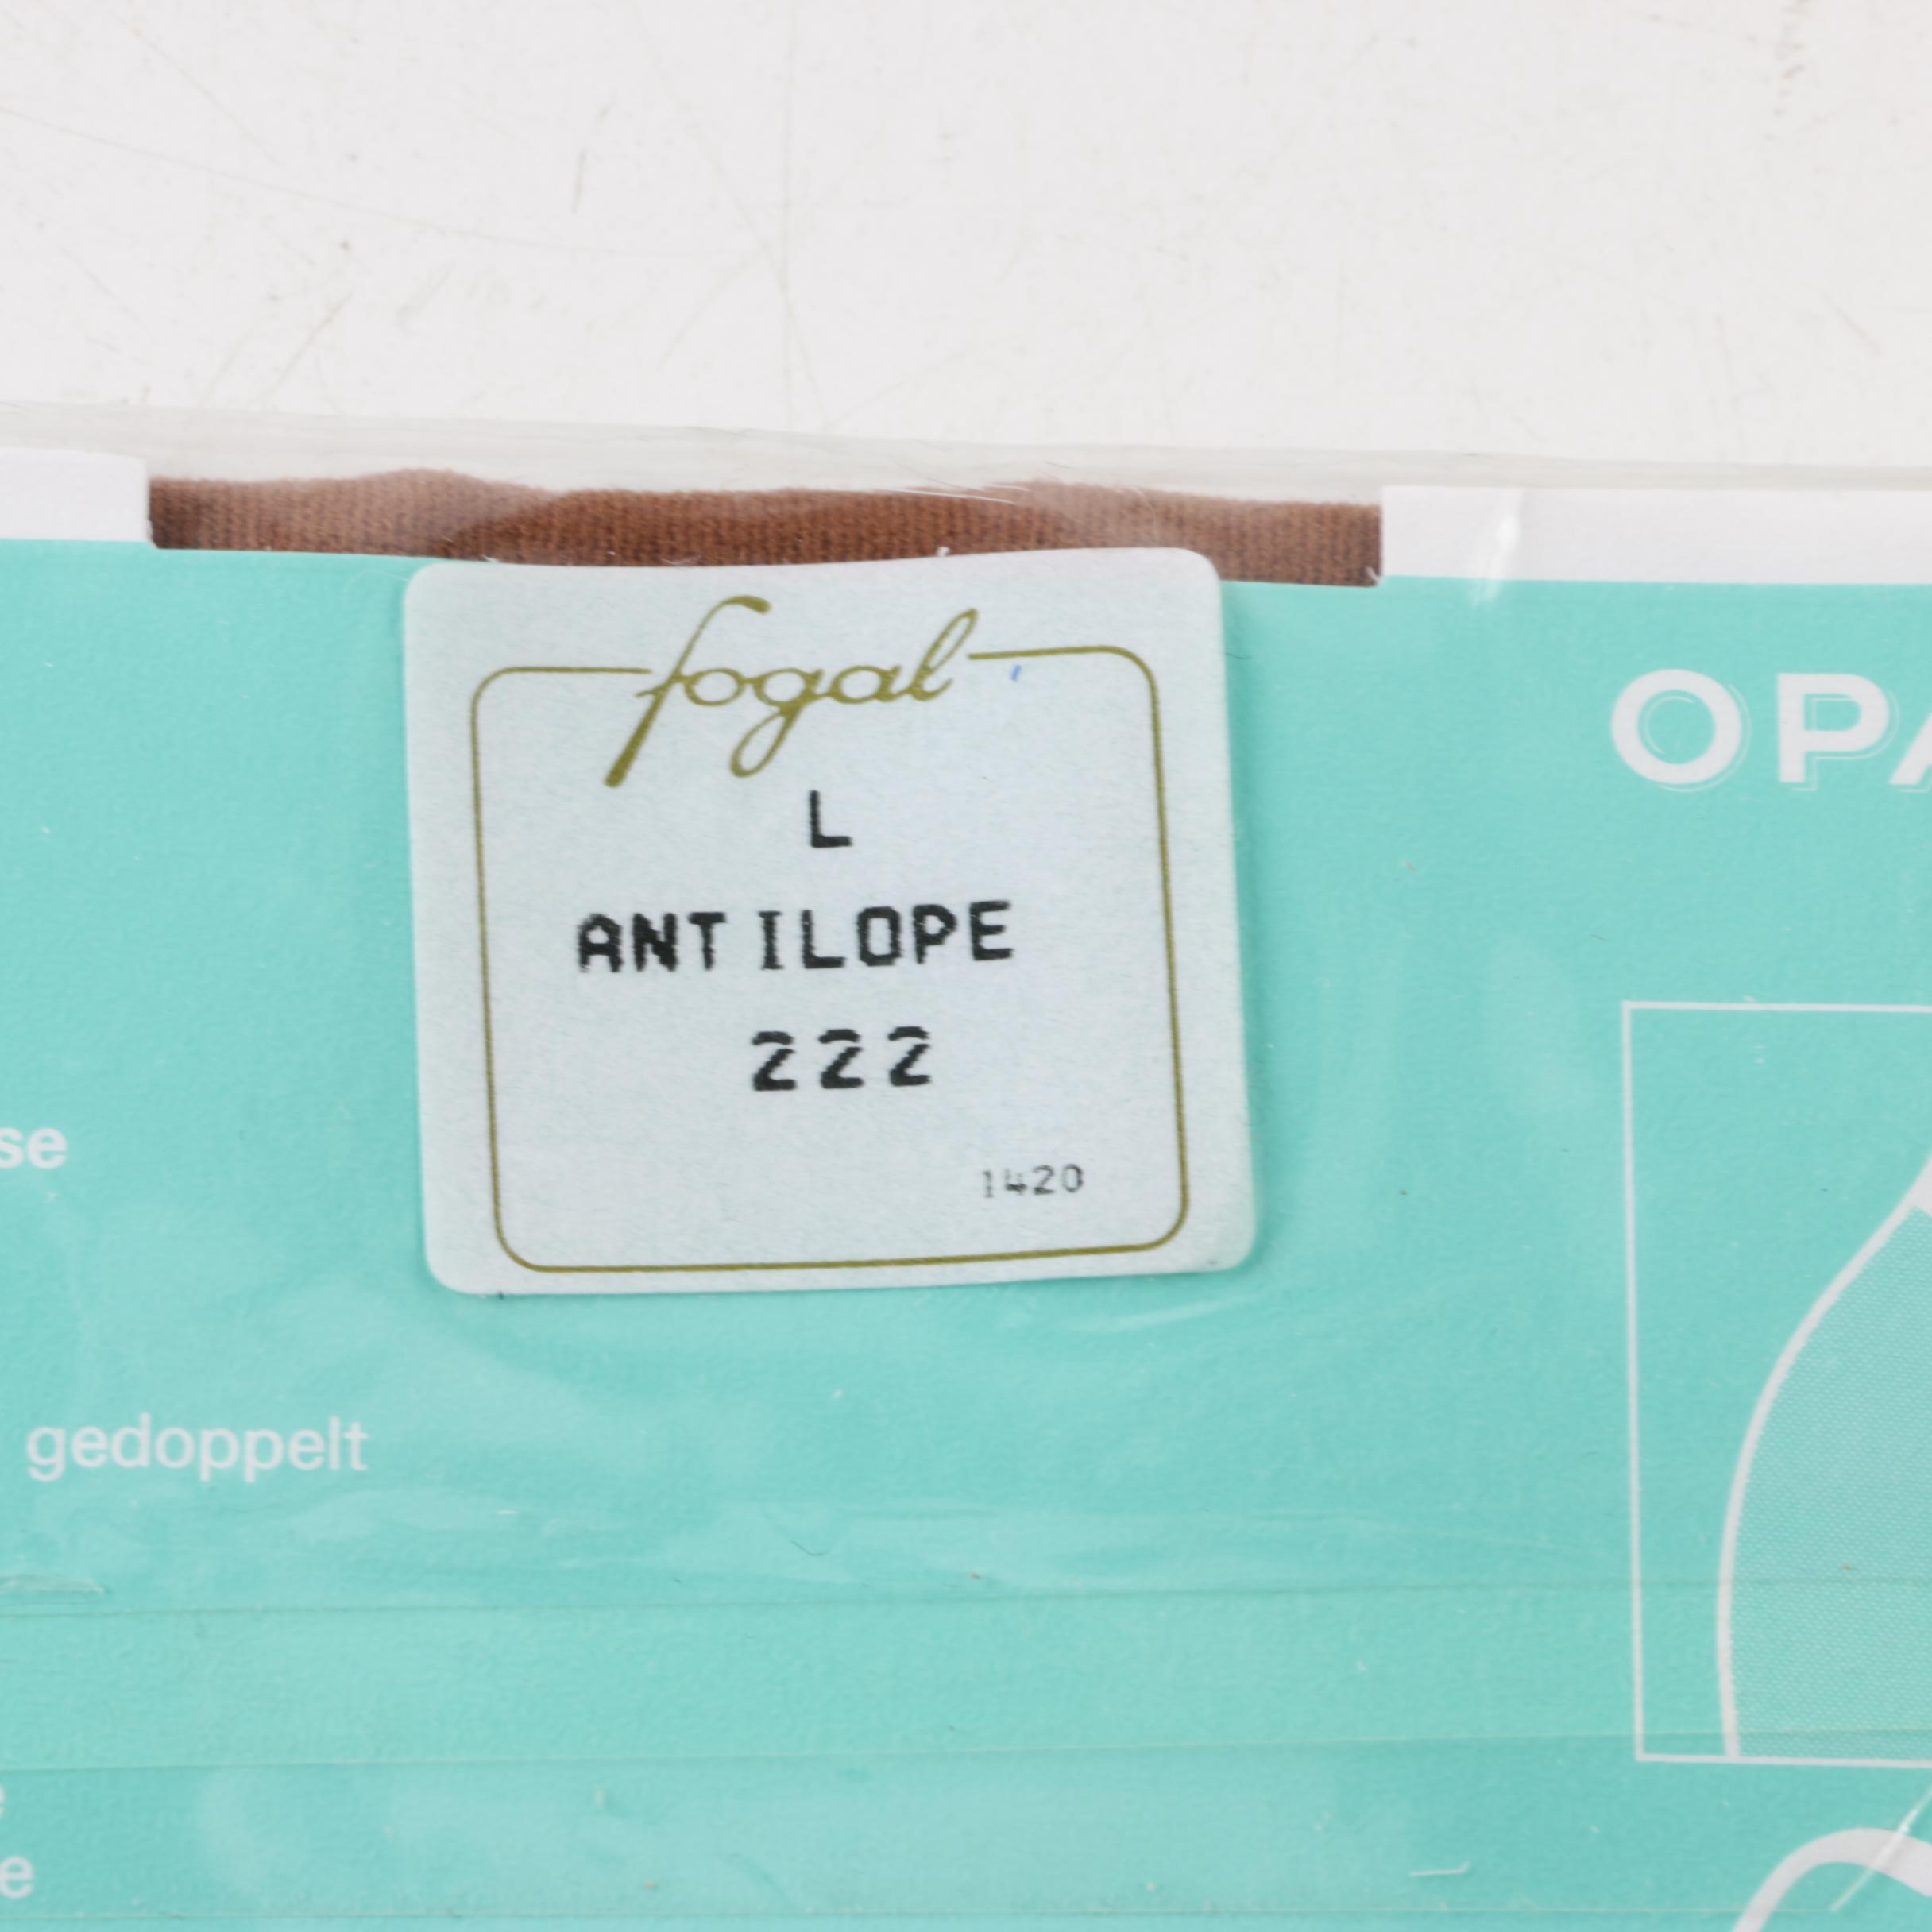 fogal
L
ANTILOPE
222
1420
OPA
se
gedoppelt
e
e